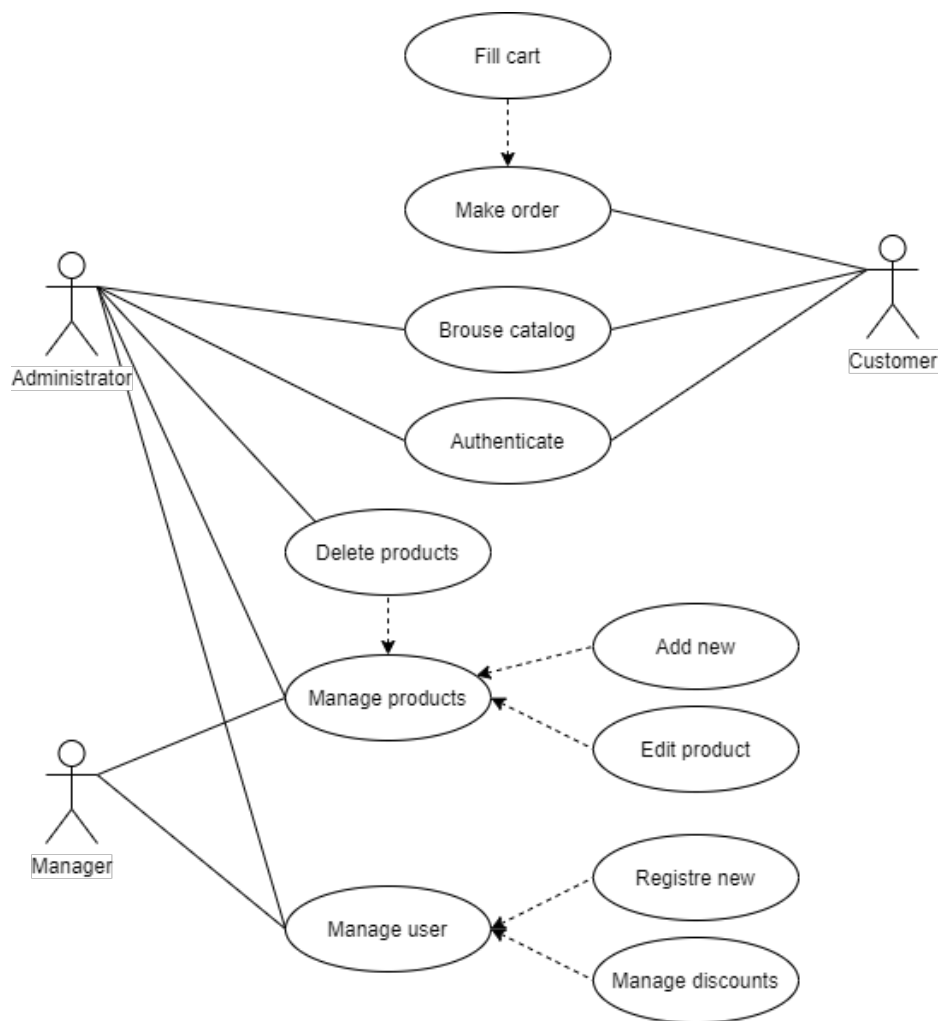 Fill cart
Make order
Brouse catalog
Administrator
Customer
Authenticate
Delete products
Add new
Manage products
Edit product
Manager
Registre new
Manage user
Manage discounts